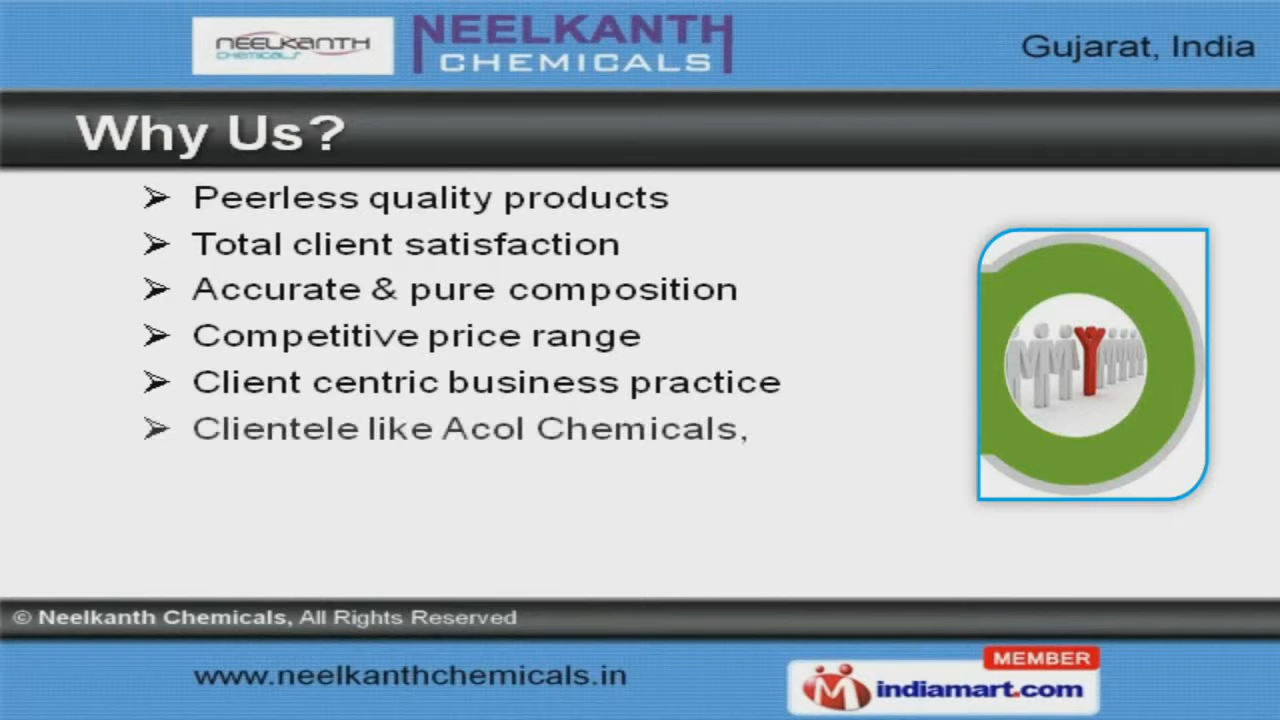 NEELKANTH
CHEMICALS
NEELKANTH
CHEMICALS
Gujarat, India
Why Us?
➢ Peerless quality products
➢ Total client satisfaction
➢ Accurate & pure composition
➢ Competitive price range
➢ Client centric business practice
➢ Clientele like Acol Chemicals,
© Neelkanth Chemicals, All Rights Reserved
www.neelkanthchemicals.in
MEMBER
indiamart.com